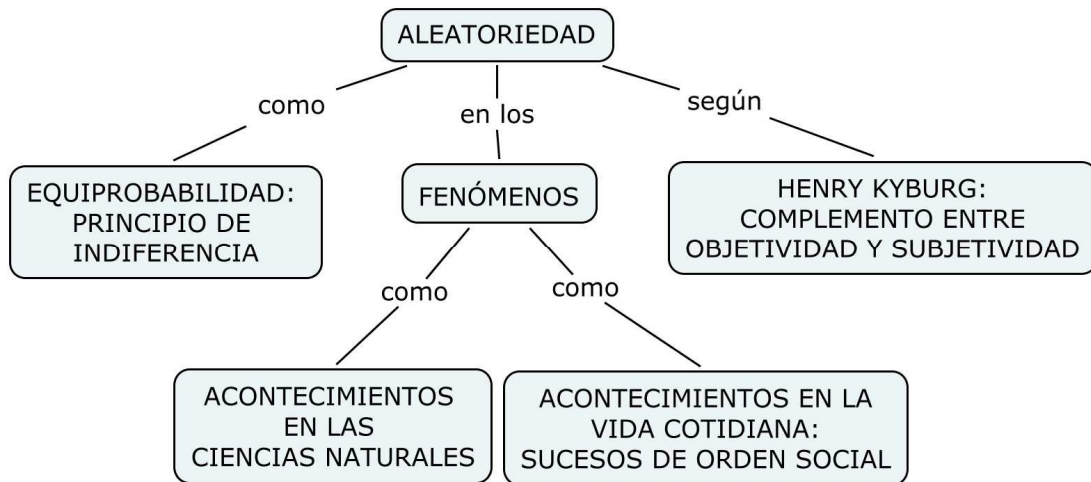 ALEATORIEDAD
como
en los
según
EQUIPROBABILIDAD:
PRINCIPIO DE
INDIFERENCIA
FENÓMENOS
HENRY KYBURG:
COMPLEMENTO ENTRE
OBJETIVIDAD Y SUBJETIVIDAD
como
como
ACONTECIMIENTOS
EN LAS
CIENCIAS NATURALES
ACONTECIMIENTOS EN LA
VIDA COTIDIANA:
SUCESOS DE ORDEN SOCIAL